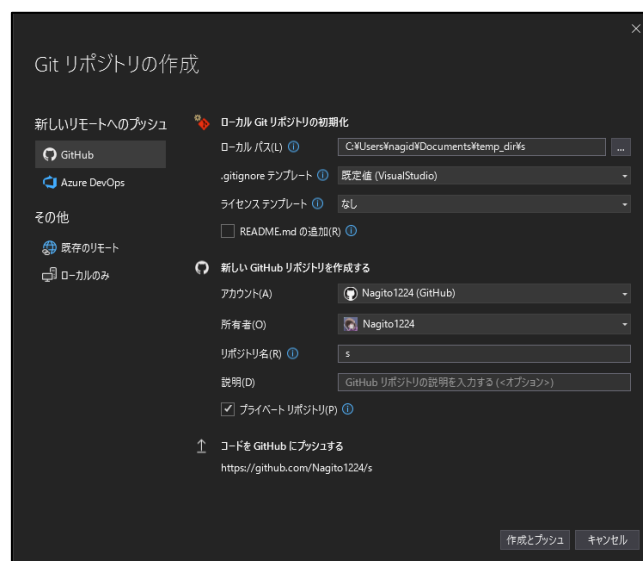 Git リポジトリの作成
新しいリモートへのプッシュ
GitHub
Azure DevOps
その他
既存のリモート
ローカルのみ
ローカル Git リポジトリの初期化
ローカル パス(L)
C:¥Users¥nagid¥Documents¥temp_dir¥s
...
.gitignore テンプレート
既定値 (VisualStudio)
ライセンス テンプレート
なし
README.md の追加(R)
新しい GitHub リポジトリを作成する
アカウント(A)
Nagito1224 (GitHub)
所有者(O)
Nagito1224
リポジトリ名(R)
s
説明(D)
GitHub リポジトリの説明を入力する (<オプション>)
プライベート リポジトリ(P)
コードを GitHub にプッシュする
https://github.com/Nagito1224/s
作成とプッシュ
キャンセル